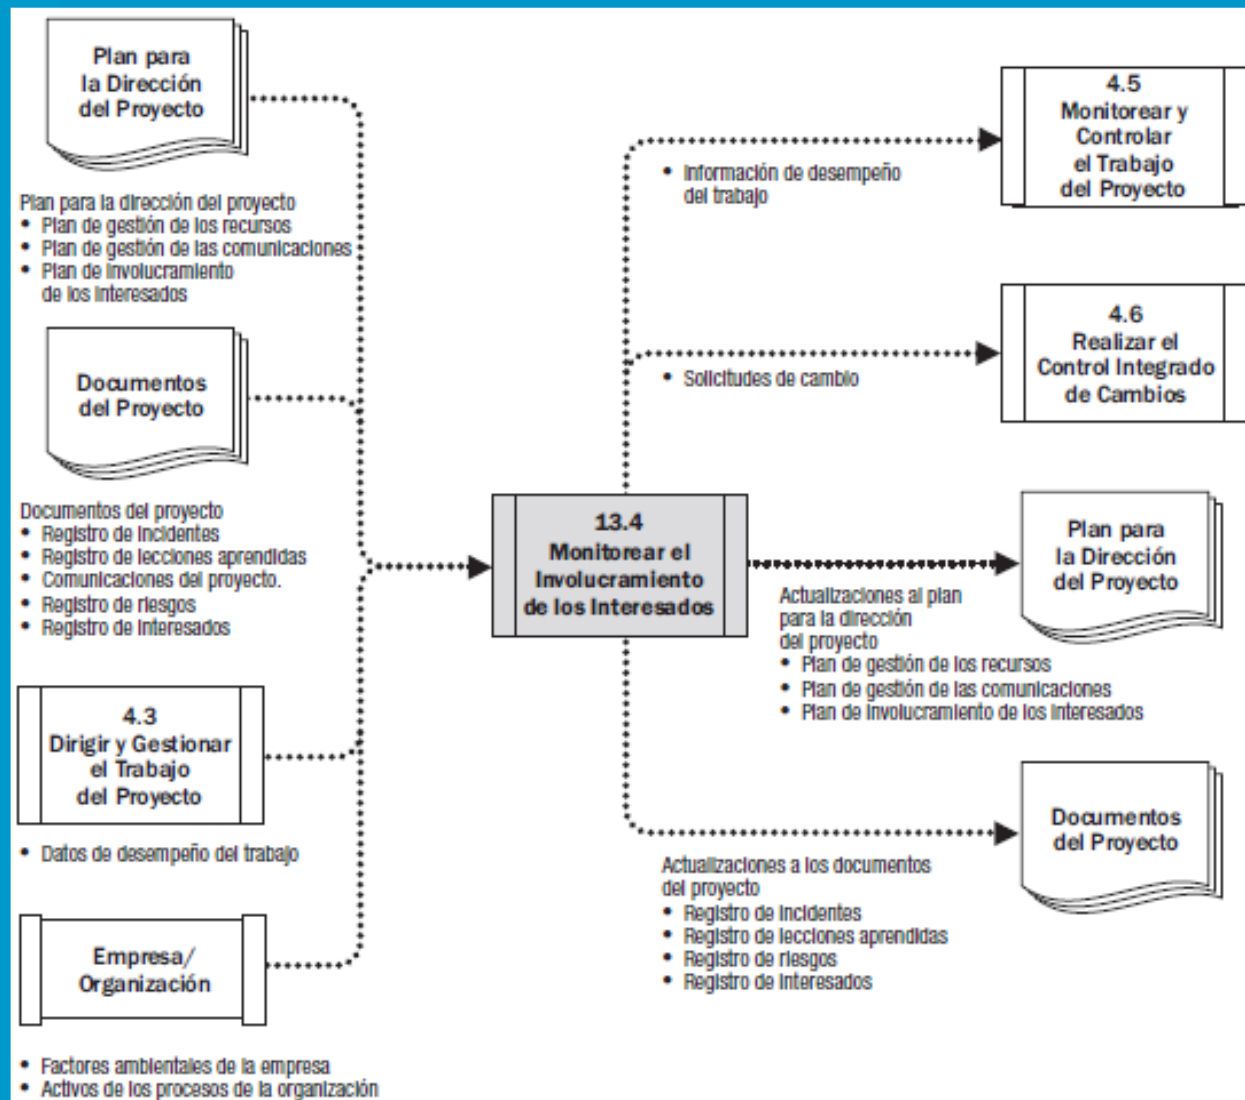 Plan para
la Dirección
del Proyecto
Plan para la dirección del proyecto
• Plan de gestión de los recursos
• Plan de gestión de las comunicaciones
• Plan de involucramiento
de los interesados
Documentos
del Proyecto
Documentos del proyecto
• Registro de incidentes
• Registro de lecciones aprendidas
• Comunicaciones del proyecto.
• Registro de riesgos
• Registro de interesados
4.3
Dirigir y Gestionar
el Trabajo
del Proyecto
• Datos de desempeño del trabajo
Empresa/
Organización
• Factores ambientales de la empresa
• Activos de los procesos de la organización
13.4
Monitorear el
Involucramiento
de los Interesados
• Información de desempeño
del trabajo
4.5
Monitorear y
Controlar
el Trabajo
del Proyecto
• Solicitudes de cambio
4.6
Realizar el
Control Integrado
de Cambios
Actualizaciones al plan
para la dirección
del proyecto
• Plan de gestión de los recursos
• Plan de gestión de las comunicaciones
• Plan de involucramiento de los interesados
Plan para
la Dirección
del Proyecto
Actualizaciones a los documentos
del proyecto
• Registro de incidentes
• Registro de lecciones aprendidas
• Registro de riesgos
• Registro de interesados
Documentos
del Proyecto